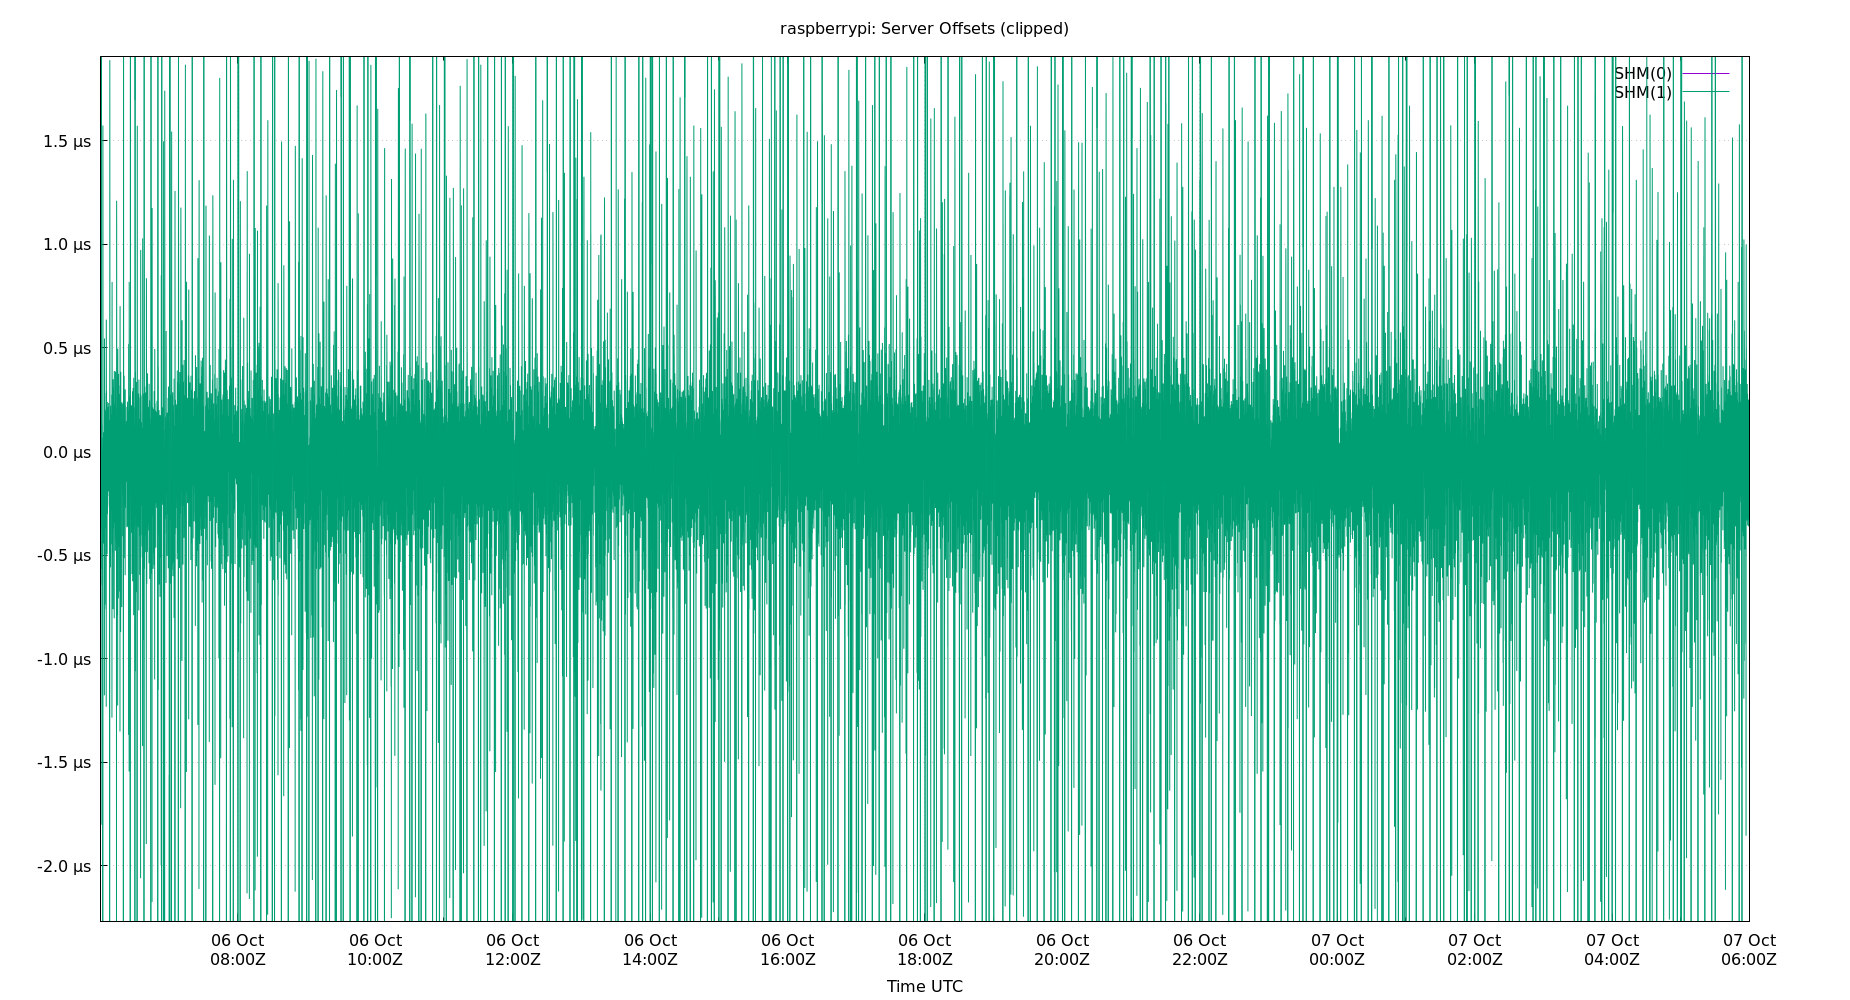 raspberrypi: Server Offsets (clipped)
SHM(0)
SHM(1)
1.5 µs
1.0 µs
0.5 µs
0.0 µs
-0.5 µs
-1.0 µs
-1.5 µs
-2.0 µs
06 Oct
08:00Z
06 Oct
10:00Z
06 Oct
12:00Z
06 Oct
14:00Z
06 Oct
16:00Z
06 Oct
18:00Z
06 Oct
20:00Z
06 Oct
22:00Z
07 Oct
00:00Z
07 Oct
02:00Z
07 Oct
04:00Z
07 Oct
06:00Z
Time UTC